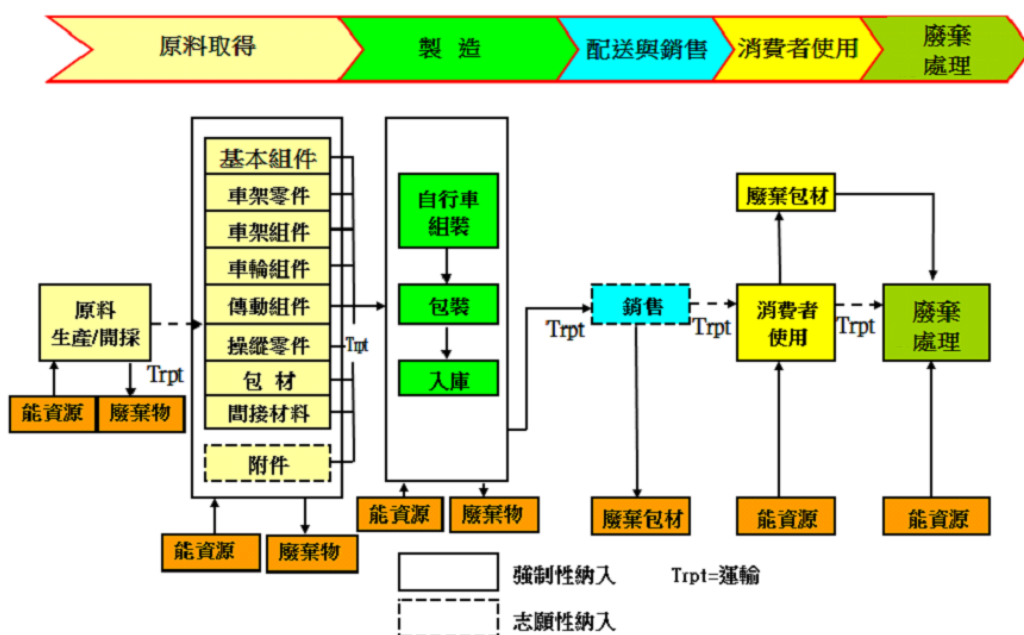 原料取得
製 造
配送與銷售
消費者使用
廢棄
處理
基本組件
車架零件
車架組件
車輪組件
傳動組件
操縱零件
包 材
間接材料
附件
原料
生產/開採
Trpt
能資源
廢棄物
能資源
廢棄物
Trpt
自行車
組裝
包裝
入庫
能資源
廢棄物
Trpt
銷售
廢棄包材
Trpt
廢棄包材
消費者
使用
能資源
Trpt
廢棄
處理
能資源
強制性納入
Trpt=運輸
志願性納入